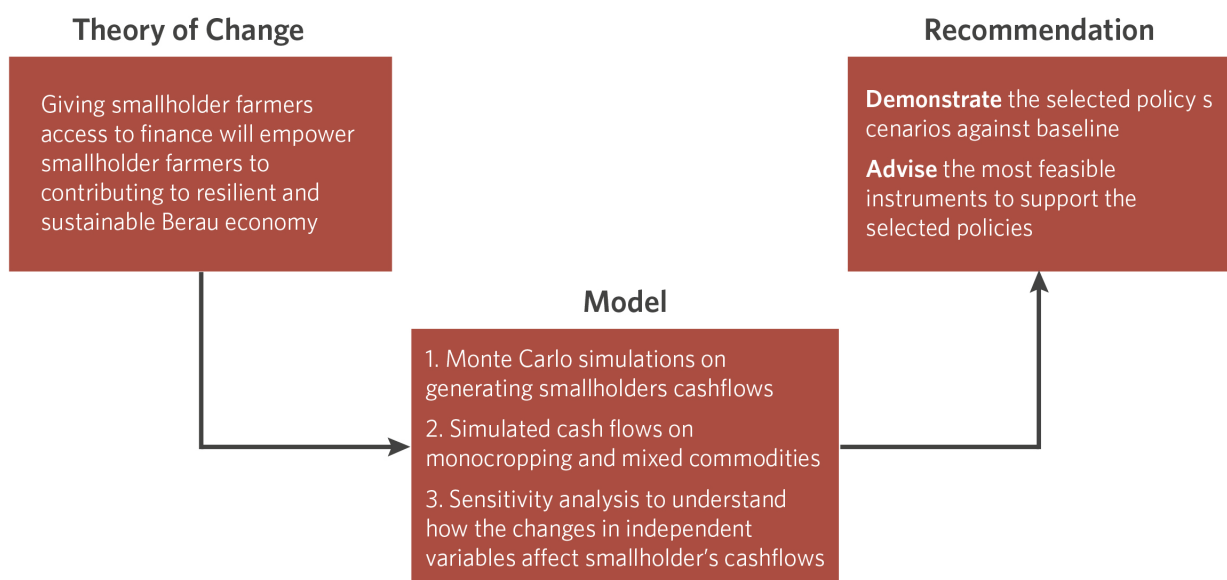 Theory of Change
Giving smallholder farmers
access to finance will empower
smallholder farmers to
contributing to resilient and
sustainable Berau economy
Model
1. Monte Carlo simulations on
generating smallholders cashflows
2. Simulated cash flows on
monocropping and mixed commodities
3. Sensitivity analysis to understand
how the changes in independent
variables affect smallholder’s cashflows
Recommendation
Demonstrate the selected policy s
cenarios against baseline
Advise the most feasible
instruments to support the
selected policies